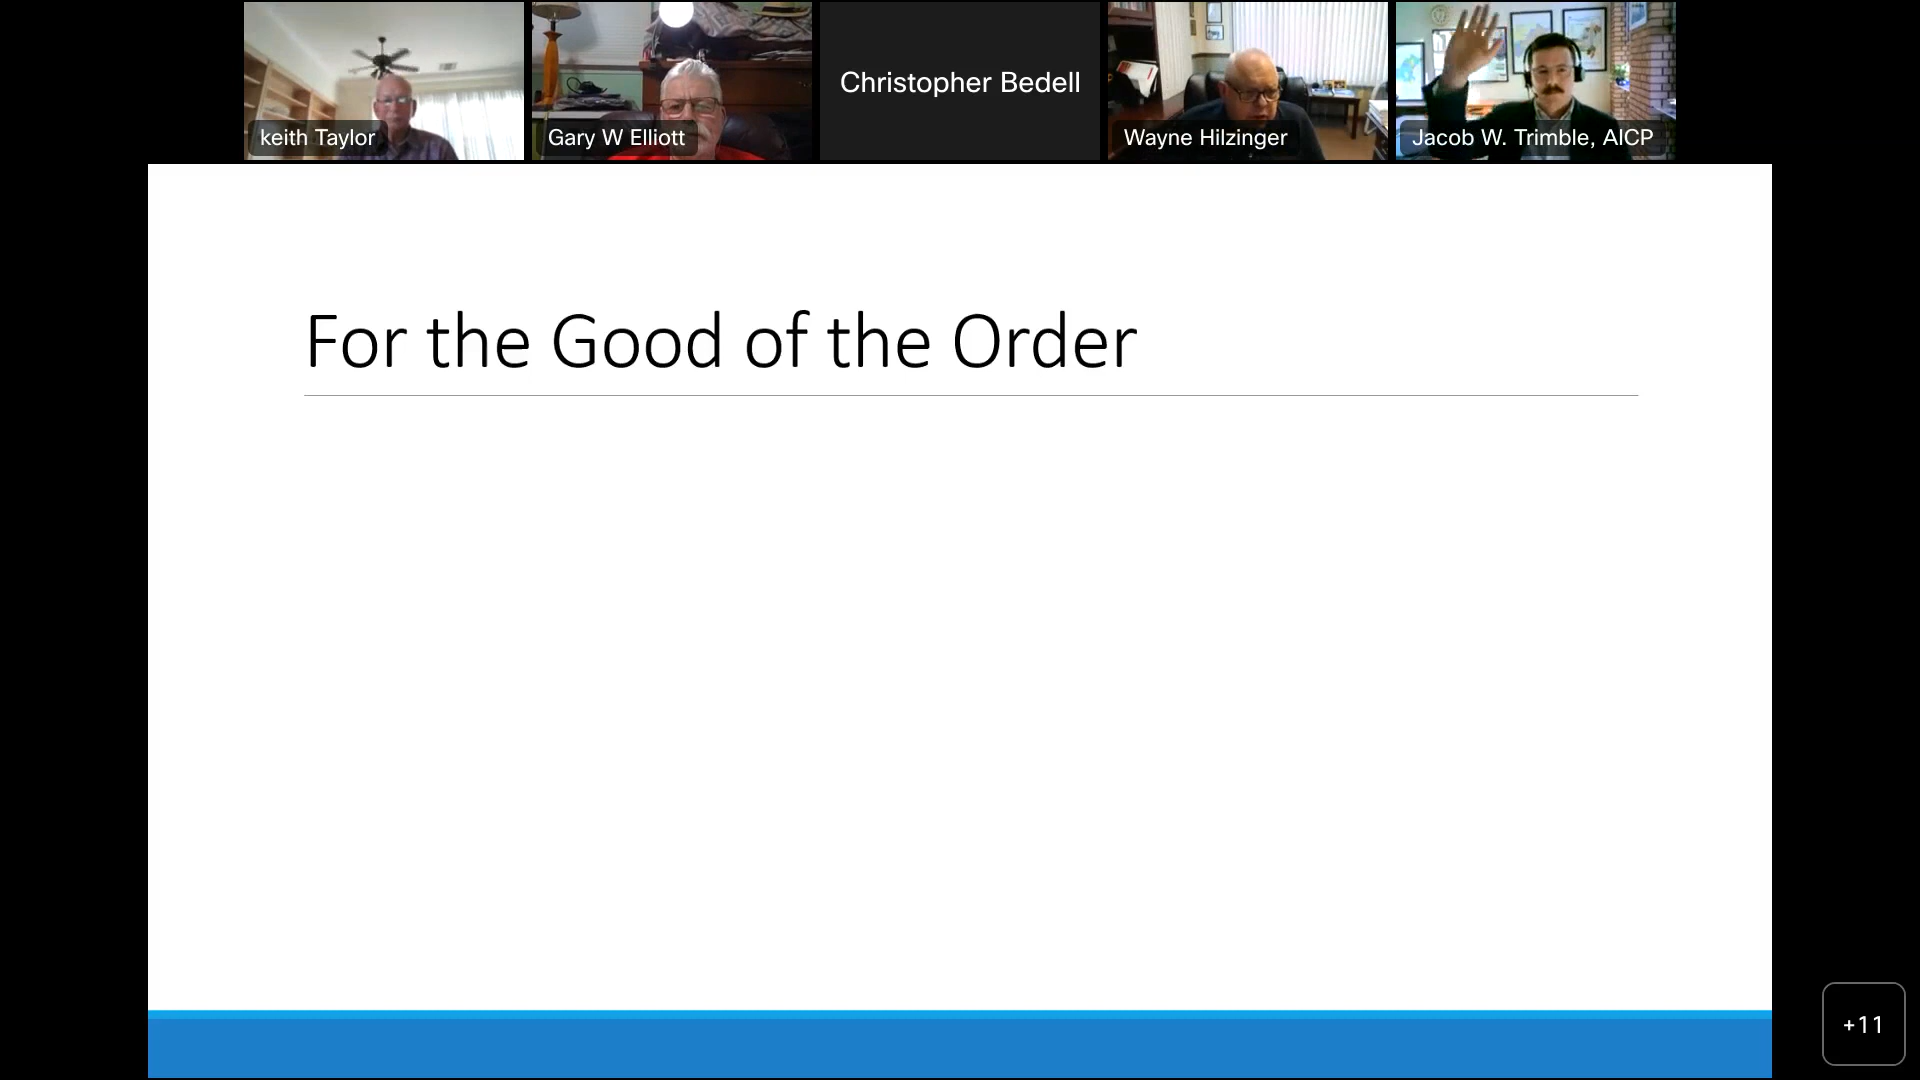 keith Taylor
Gary W Elliott
Christopher Bedell
Wayne Hilzinger
Jacob W. Trimble, AICP
For the Good of the Order
+11